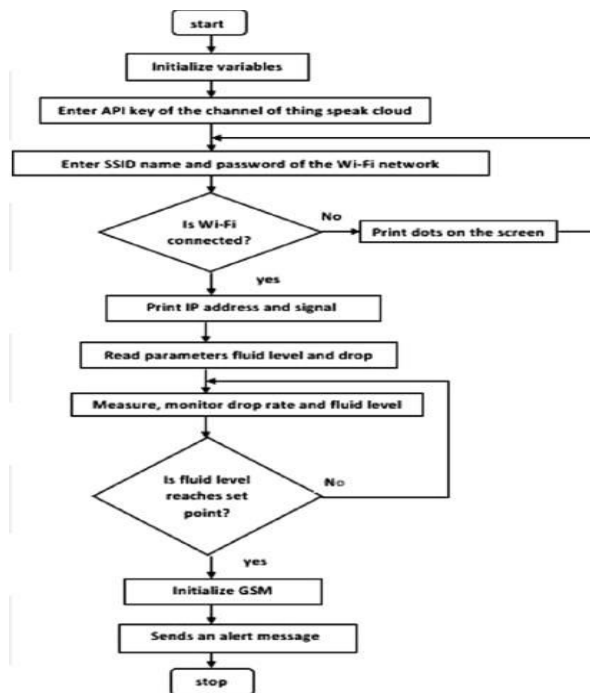 start
Initialize variables
Enter API key of the channel of thing speak cloud
Enter SSID name and password of the Wi-Fi network
Is Wi-Fi
connected?
No
Print dots on the screen
yes
Print IP address and signal
Read parameters fluid level and drop
Measure, monitor drop rate and fluid level
Is fluid level
reaches set
point?
No
yes
Initialize GSM
Sends an alert message
stop